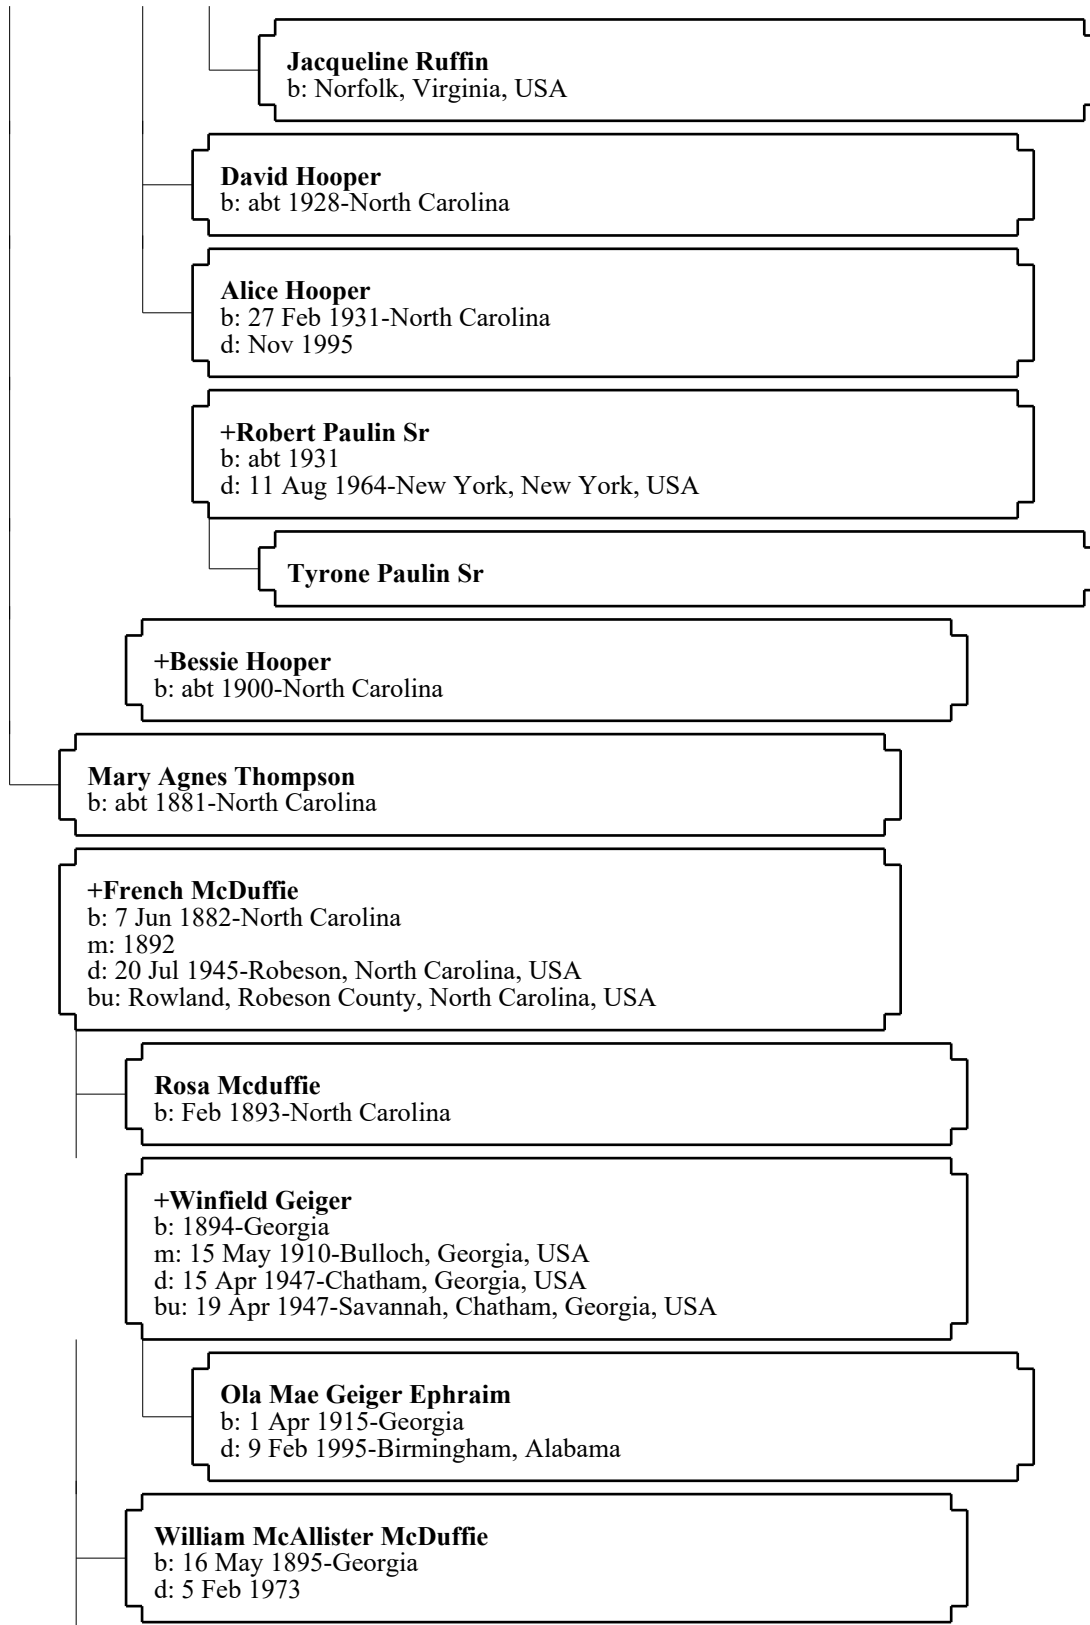 Jacqueline Ruffin
b: Norfolk, Virginia, USA
David Hooper
b: abt 1928-North Carolina
Alice Hooper
b: 27 Feb 1931-North Carolina
d: Nov 1995
+Robert Paulin Sr
b: abt 1931
d: 11 Aug 1964-New York, New York, USA
Tyrone Paulin Sr
+Bessie Hooper
b: abt 1900-North Carolina
Mary Agnes Thompson
b: abt 1881-North Carolina
+French McDuffie
b: 7 Jun 1882-North Carolina
m: 1892
d: 20 Jul 1945-Robeson, North Carolina, USA
bu: Rowland, Robeson County, North Carolina, USA
Rosa Mcduffie
b: Feb 1893-North Carolina
+Winfield Geiger
b: 1894-Georgia
m: 15 May 1910-Bulloch, Georgia, USA
d: 15 Apr 1947-Chatham, Georgia, USA
bu: 19 Apr 1947-Savannah, Chatham, Georgia, USA
Ola Mae Geiger Ephraim
b: 1 Apr 1915-Georgia
d: 9 Feb 1995-Birmingham, Alabama
William McAllister McDuffie
b: 16 May 1895-Georgia
d: 5 Feb 1973